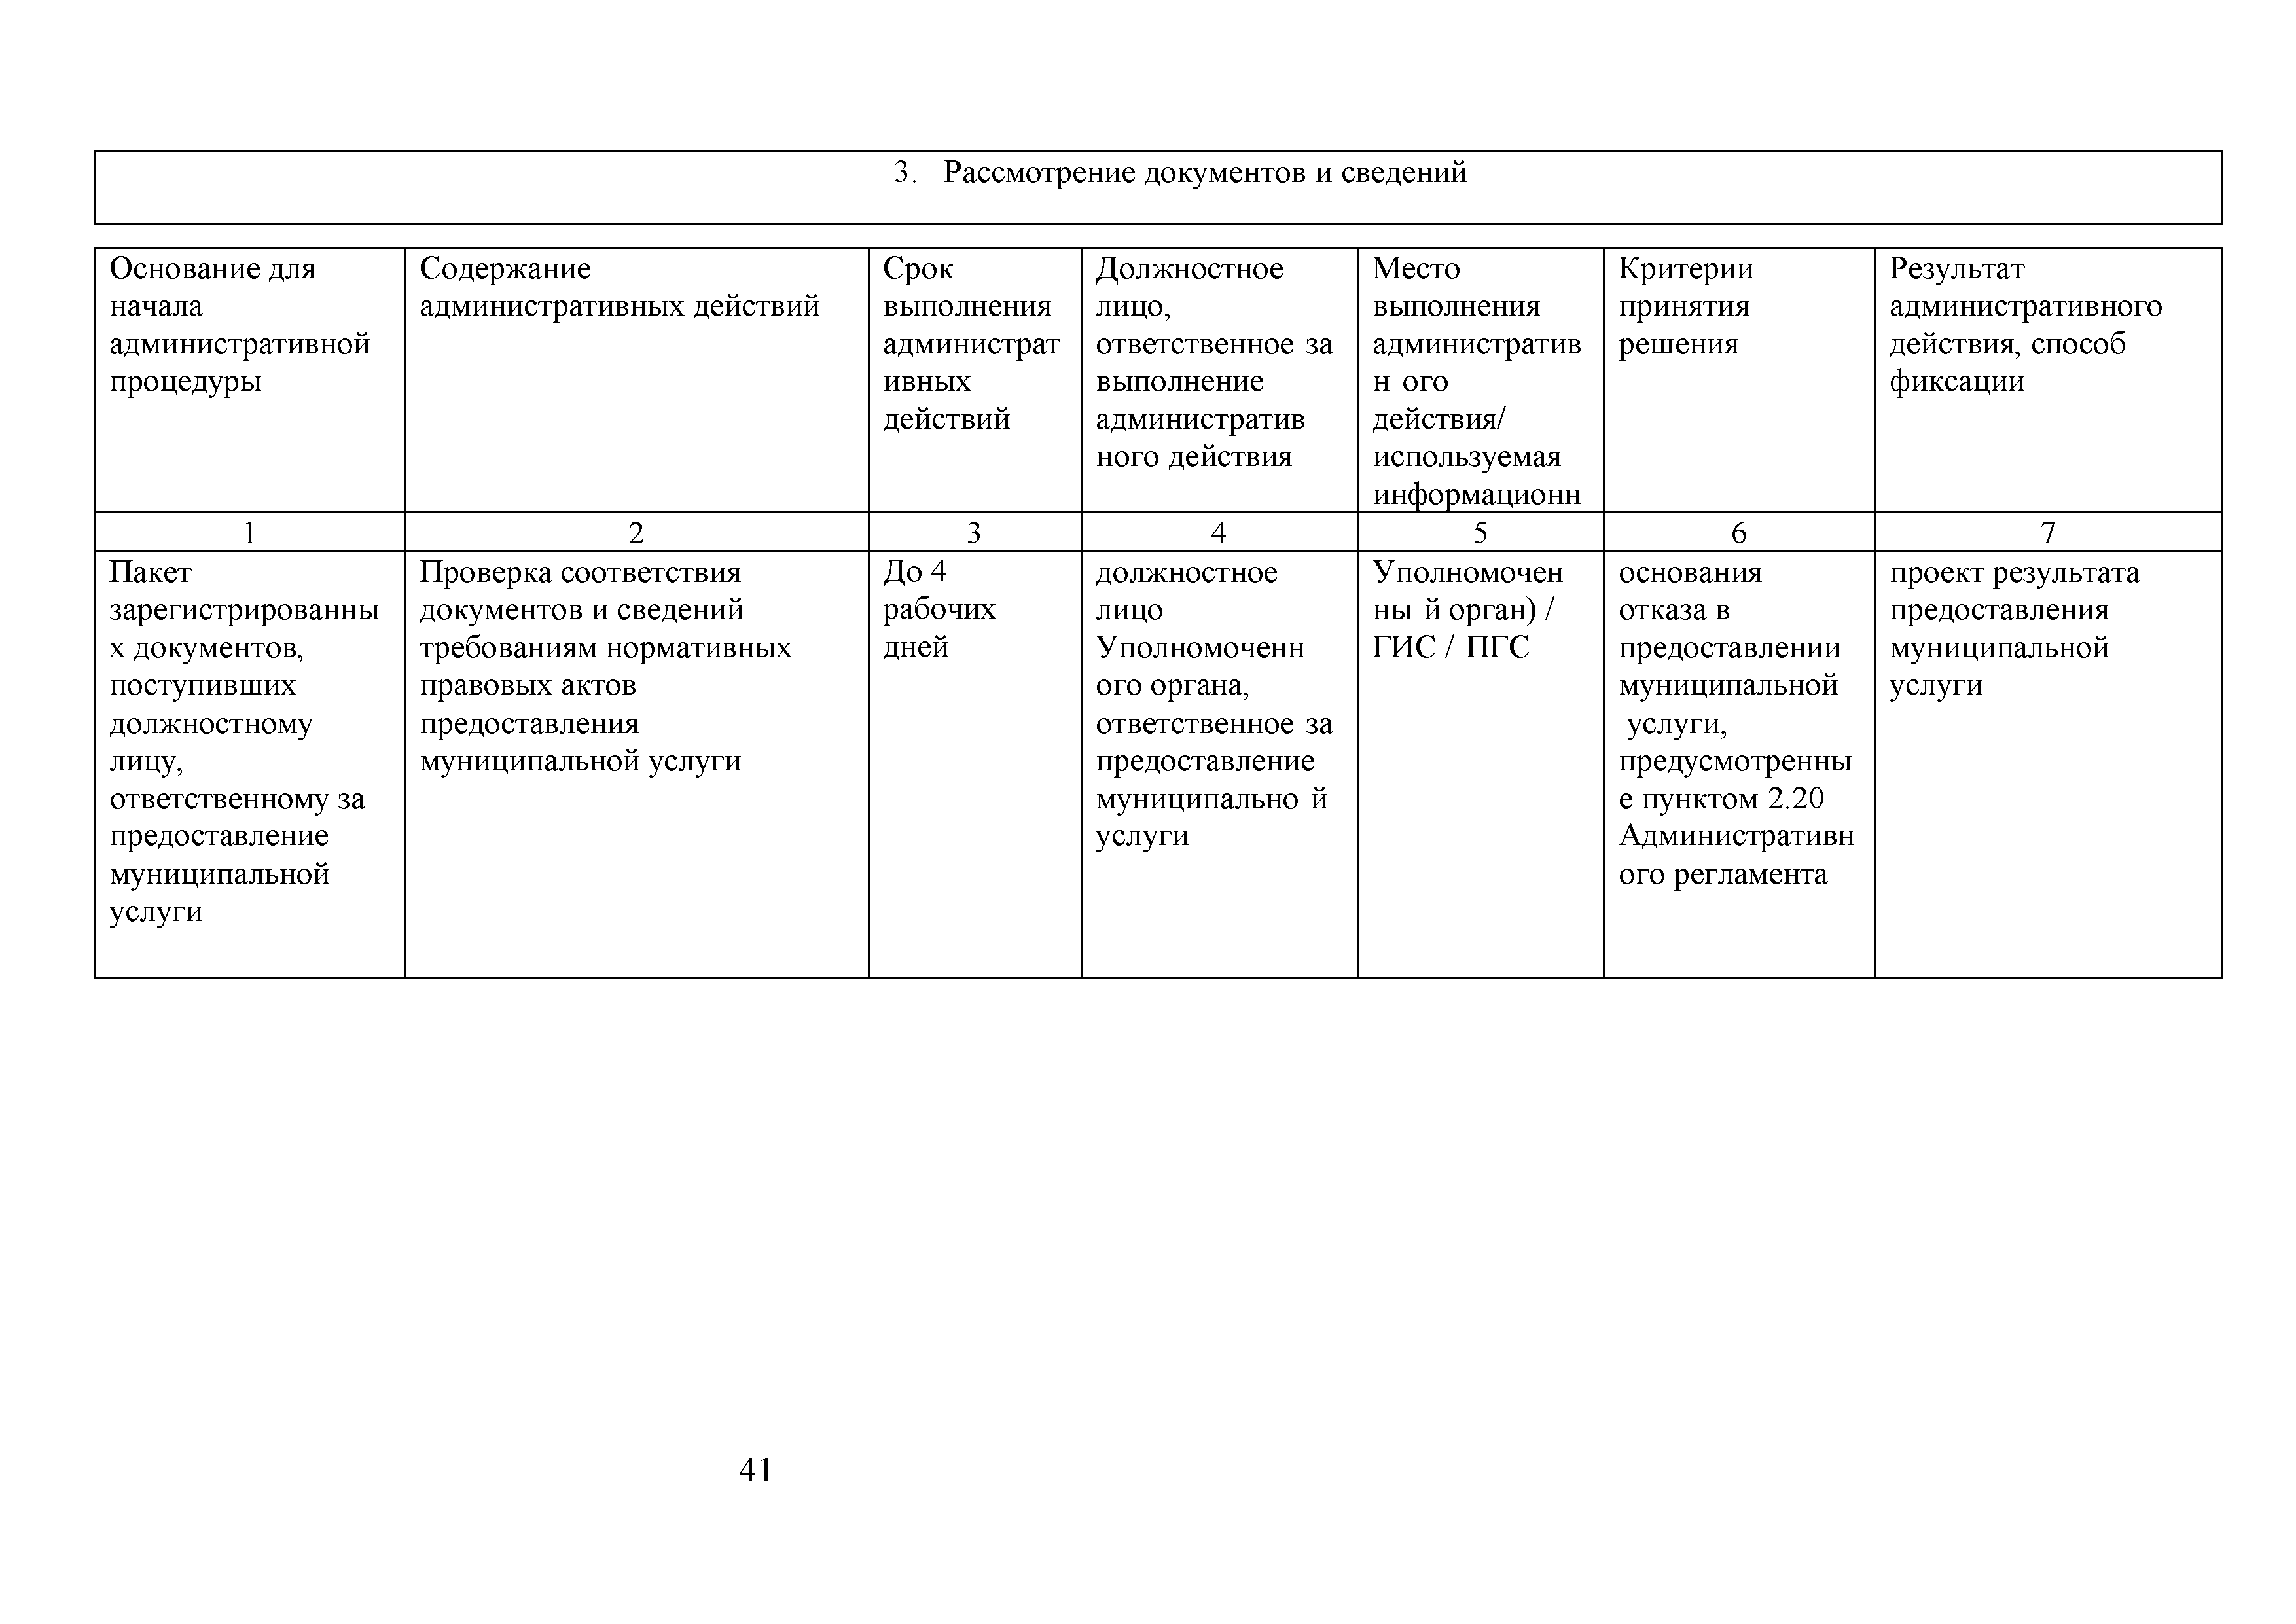 3. Рассмотрение документов и сведений
Основание для
начала
административной
процедуры
Содержание
административных действий
Срок
выполнения
администрат
ивных
действий
Должностное
лицо,
ответственное за
выполнение
административ
ного действия
Место
выполнения
административ
н ого
действия/
используемая
информационн
Критерии
принятия
решения
Результат
административного
действия, способ
фиксации
1
2
3
4
5
6
7
Пакет
зарегистрированны
х документов,
поступивших
должностному
лицу,
ответственному за
предоставление
муниципальной
услуги
Проверка соответствия
документов и сведений
требованиям нормативных
правовых актов
предоставления
муниципальной услуги
До 4
рабочих
дней
должностное
лицо
Уполномоченн
ого органа,
ответственное за
предоставление
муниципально й
услуги
Уполномочен
ны й орган) /
ГИС / ПГС
основания
отказа в
предоставлении
муниципальной
услуги,
предусмотренны
е пунктом 2.20
Административн
ого регламента
проект результата
предоставления
муниципальной
услуги
41